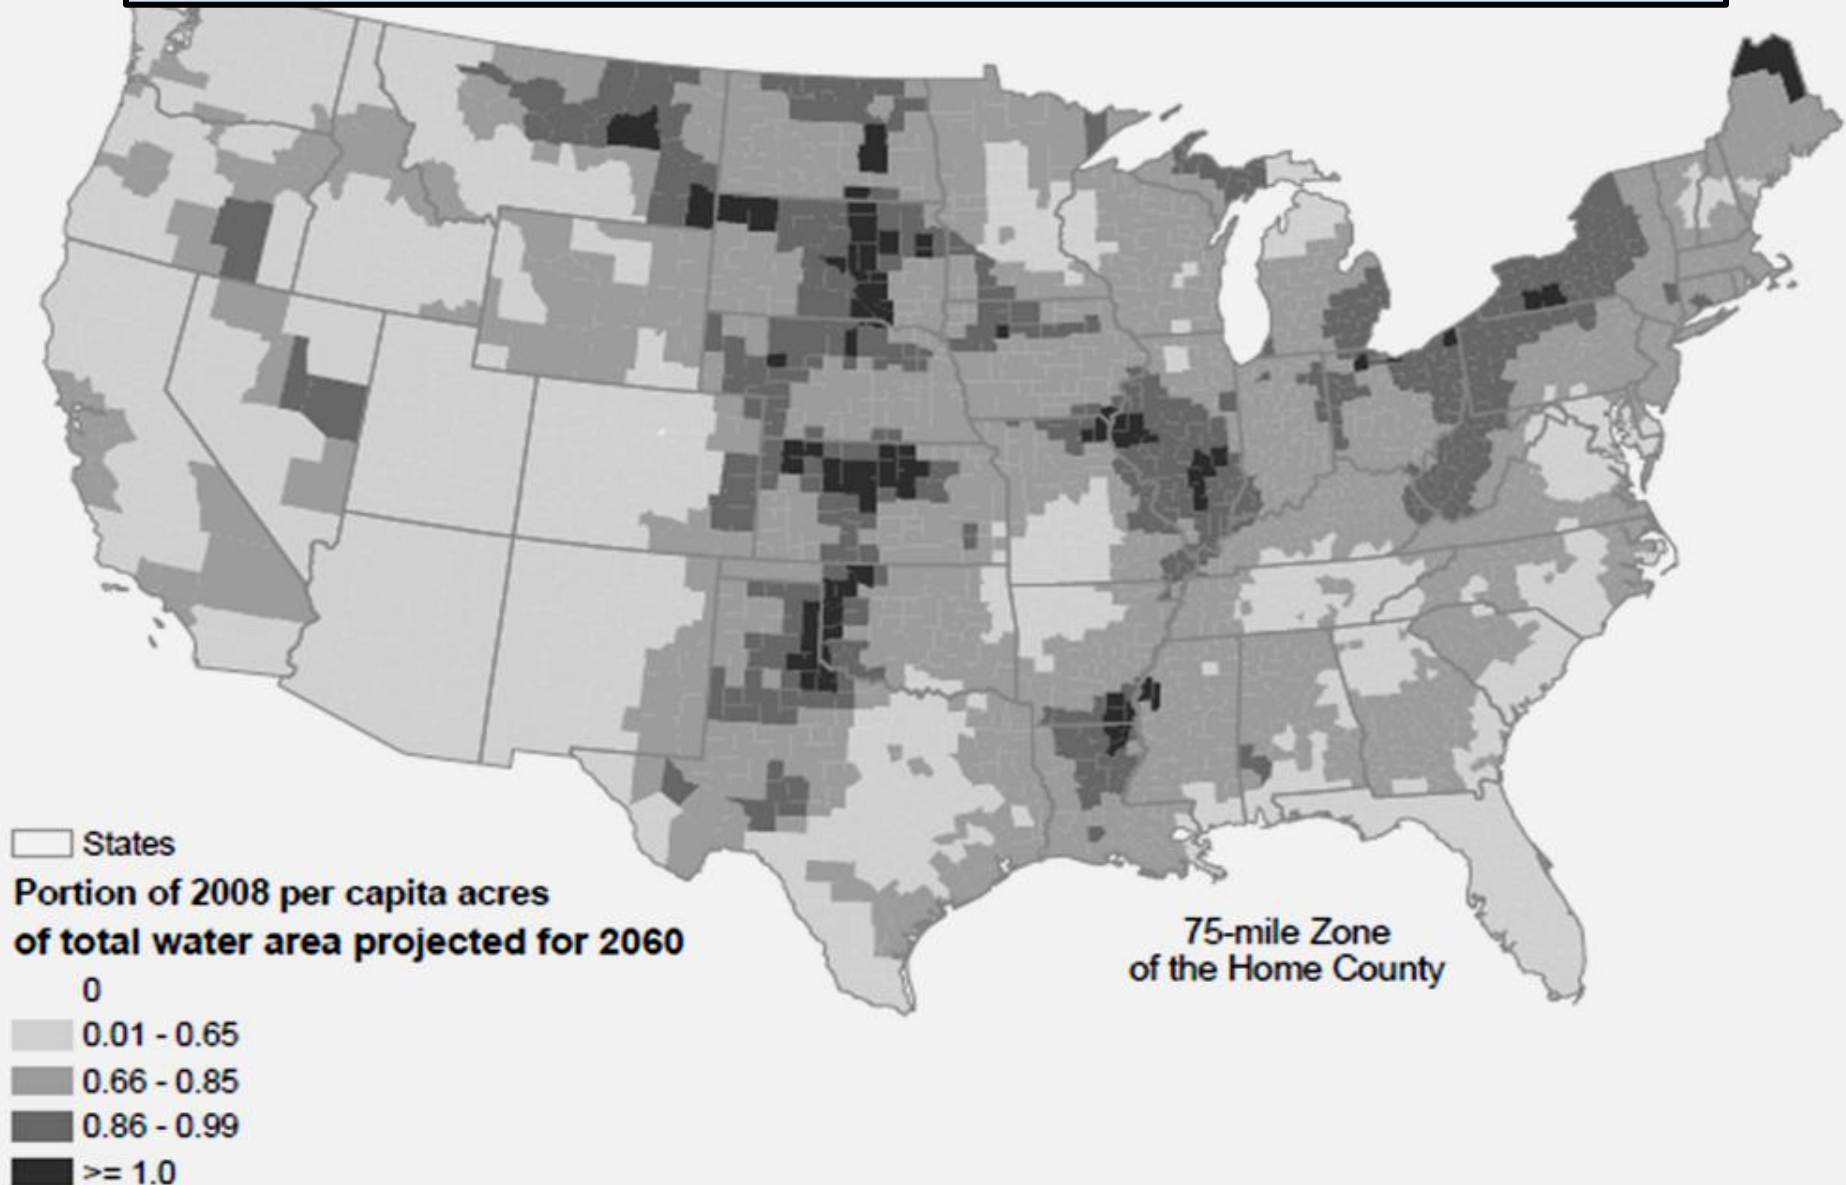 States
Portion of 2008 per capita acres
of total water area projected for 2060
0
0.01 - 0.65
0.66 - 0.85
0.86 - 0.99
>= 1.0
75-mile Zone
of the Home County